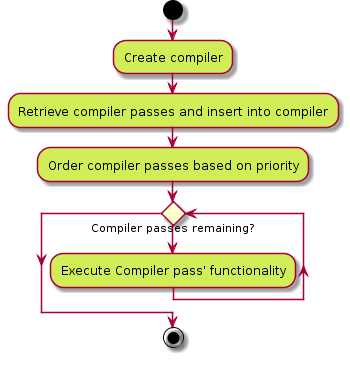 Create compiler
Retrieve compiler passes and insert into compiler
Order compiler passes based on priority
Compiler passes remaining?
Execute Compiler pass' functionality